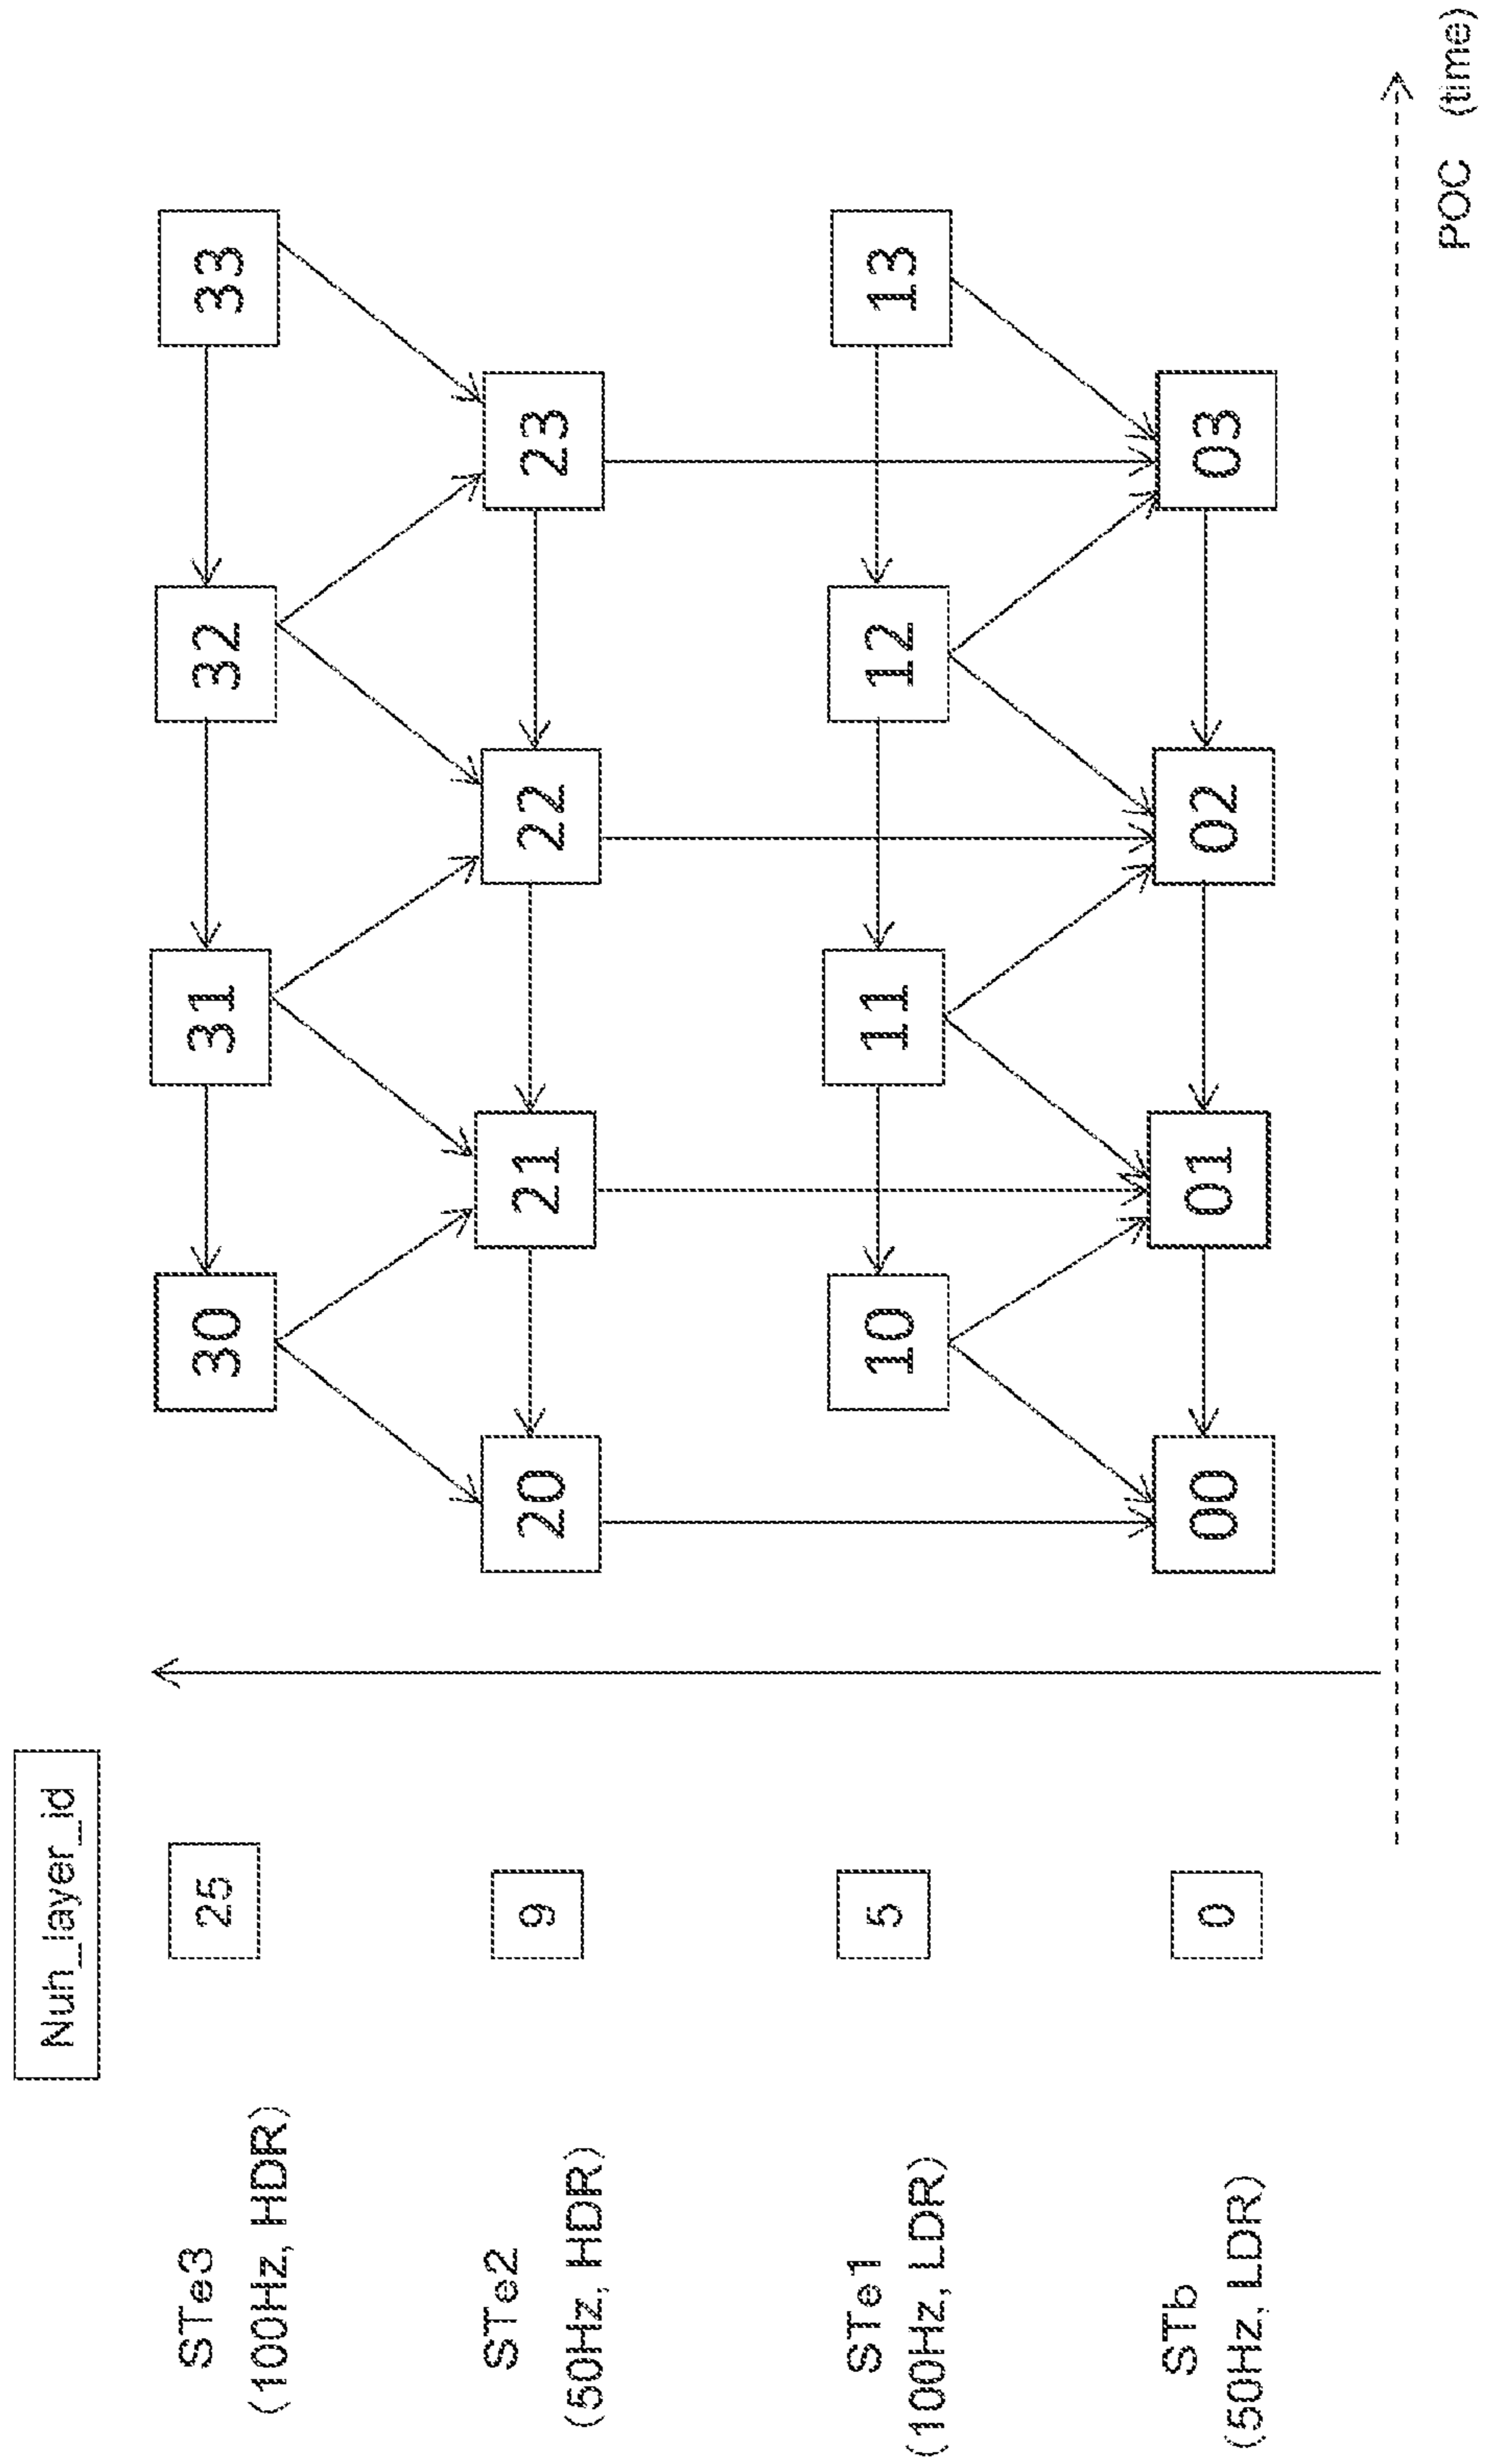 Nuh_layer_id
STe3
(100Hz, HDR)
25
30
31
32
33
STe2
(50Hz, HDR)
9
20
21
22
23
STe1
(100Hz, LDR)
5
10
11
12
13
STb
(50Hz, LDR)
0
00
01
02
03
POC (time)